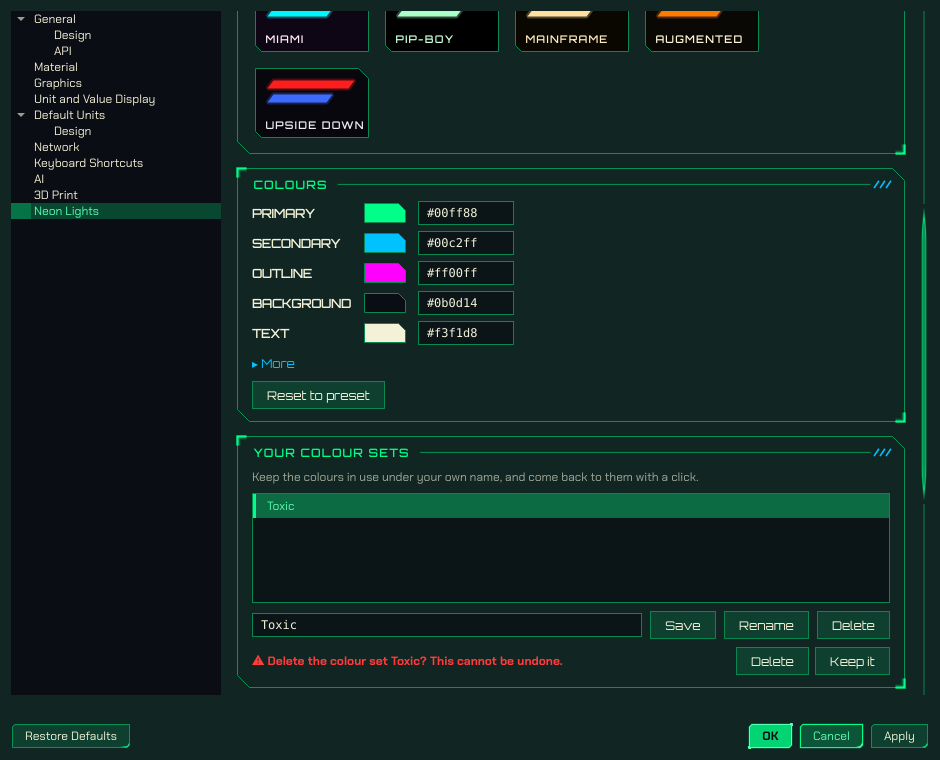 General
Design
API
Material
Graphics
Unit and Value Display
Default Units
Design
Network
Keyboard Shortcuts
AI
3D Print
Neon Lights
MIAMI
PIP-BOY
MAINFRAME
AUGMENTED
UPSIDE DOWN
COLOURS
PRIMARY #00ff88
SECONDARY #00c2ff
OUTLINE #ff00ff
BACKGROUND #0b0d14
TEXT #f3f1d8
More
Reset to preset
YOUR COLOUR SETS
Keep the colours in use under your own name, and come back to them with a click.
Toxic
Toxic Save Rename Delete
Delete the colour set Toxic? This cannot be undone. Delete Keep it
Restore Defaults OK Cancel Apply